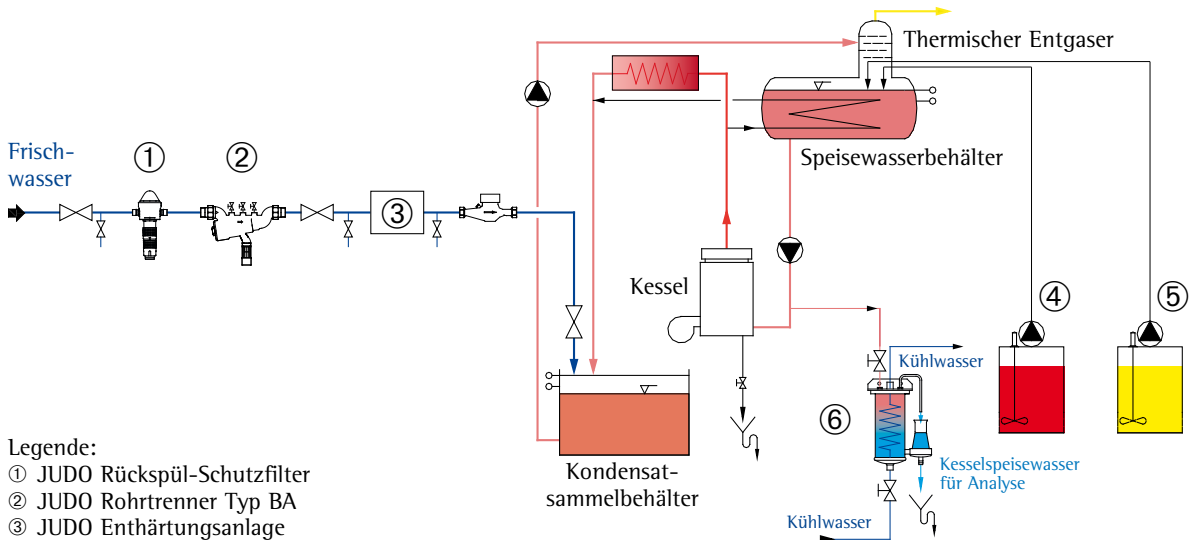 Thermischer Entgaser
Frisch-
wasser
①
②
③
Speisewasserbehälter
Kessel
④
⑤
Kühlwasser
⑥
Kesselspeisewasser
für Analyse
Kühlwasser
Kondensat-
sammelbehälter
Legende:
① JUDO Rückspül-Schutzfilter
② JUDO Rohrtrenner Typ BA
③ JUDO Enthärtungsanlage